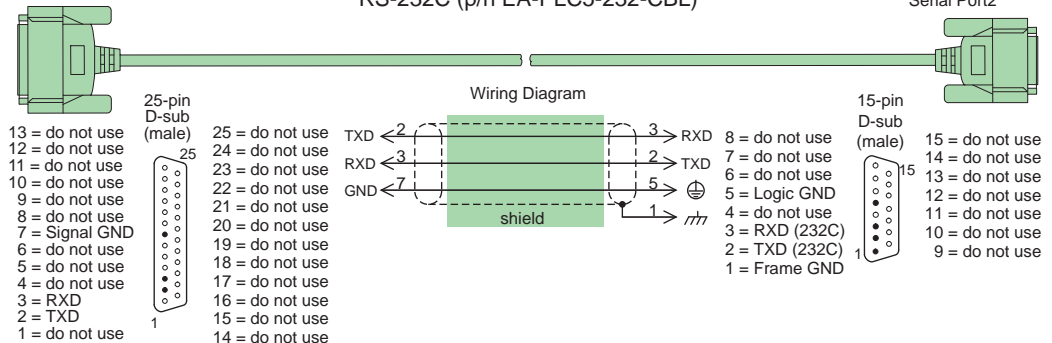 RS-232C (p/n EA-PLC5-232-CBL)
Serial Port2
25-pin
D-sub
(male)
25
1
13 = do not use
12 = do not use
11 = do not use
10 = do not use
9 = do not use
8 = do not use
7 = Signal GND
6 = do not use
5 = do not use
4 = do not use
3 = RXD
2 = TXD
1 = do not use
25 = do not use
24 = do not use
23 = do not use
22 = do not use
21 = do not use
20 = do not use
19 = do not use
18 = do not use
17 = do not use
16 = do not use
15 = do not use
14 = do not use
Wiring Diagram
TXD 2 3 RXD
RXD 3 2 TXD
GND 7 5
1
shield
8 = do not use
7 = do not use
6 = do not use
5 = Logic GND
4 = do not use
3 = RXD (232C)
2 = TXD (232C)
1 = Frame GND
15-pin
D-sub
(male)
15
1
15 = do not use
14 = do not use
13 = do not use
12 = do not use
11 = do not use
10 = do not use
9 = do not use